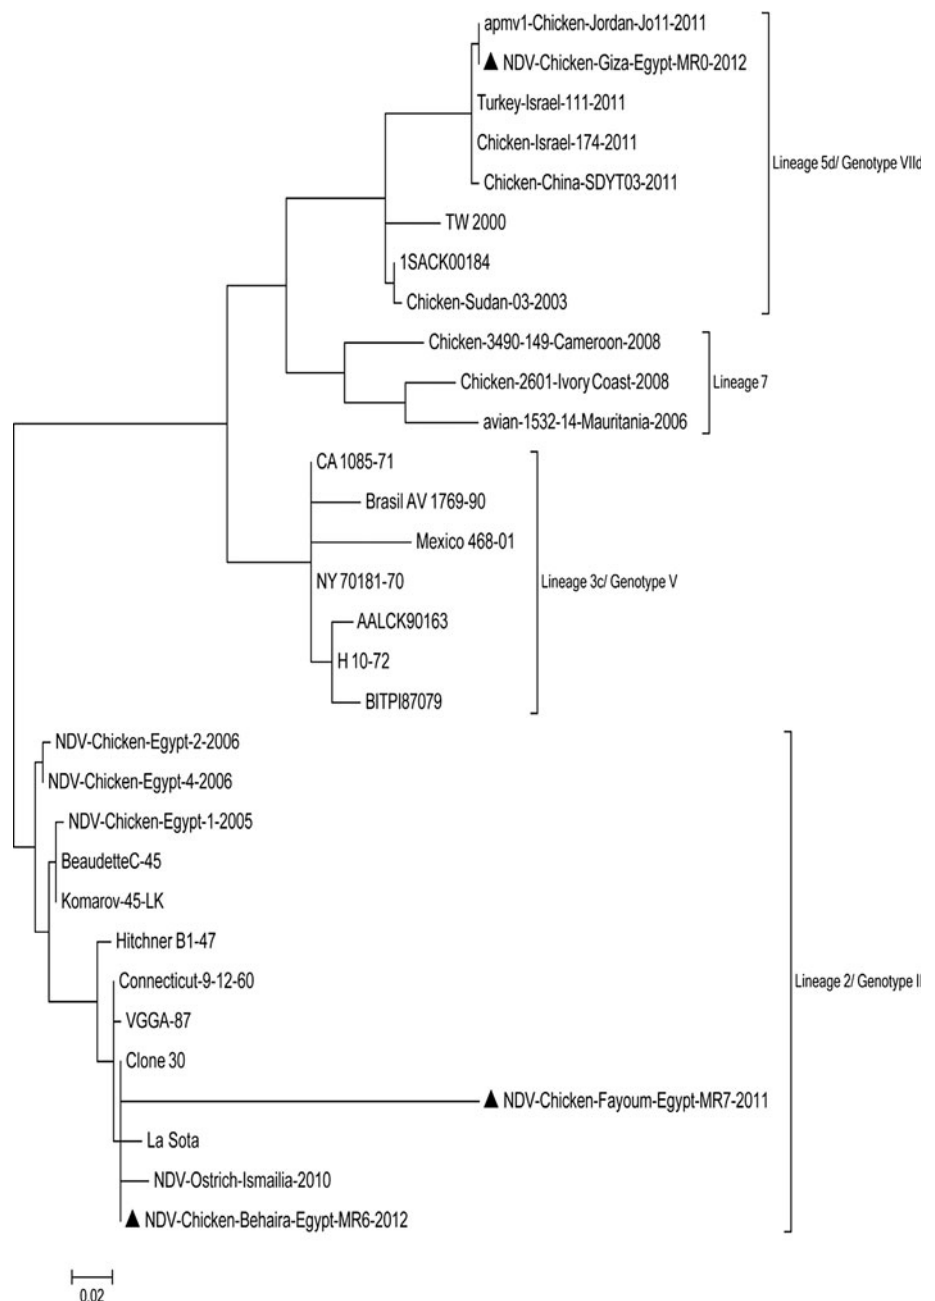 apmv1-Chicken-Jordan-Jo11-2011
NDV-Chicken-Giza-Egypt-MR0-2012
Turkey-Israel-111-2011
Chicken-Israel-174-2011
Lineage 5d/ Genotype VIId
Chicken-China-SDYT03-2011
TW 2000
1SACK00184
Chicken-Sudan-03-2003
Chicken-3490-149-Cameroon-2008
Chicken-2601-Ivory Coast-2008
Lineage 7
avian-1532-14-Mauritania-2006
CA 1085-71
Brasil AV 1769-90
Mexico 468-01
NY 70181-70
Lineage 3c/ Genotype V
AALCK90163
H 10-72
BITPI87079
NDV-Chicken-Egypt-2-2006
NDV-Chicken-Egypt-4-2006
NDV-Chicken-Egypt-1-2005
BeaudetteC-45
Komarov-45-LK
Hitchner B1-47
Connecticut-9-12-60
Lineage 2/ Genotype II
VGGA-87
Clone 30
NDV-Chicken-Fayoum-Egypt-MR7-2011
La Sota
NDV-Ostrich-Ismailia-2010
NDV-Chicken-Behaira-Egypt-MR6-2012
0.02